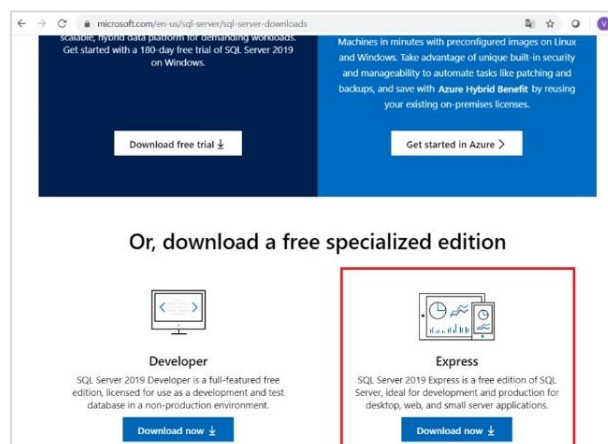 microsoft.com/en-us/sql-server/sql-server-downloads
scalable, hybrid data platform for demanding workloads.
Get started with a 180-day free trial of SQL Server 2019
on Windows.
Download free trial
Machines in minutes with preconfigured images on Linux
and Windows. Take advantage of unique built-in security
and manageability to automate tasks like patching and
backups, and save with Azure Hybrid Benefit by reusing
your existing on-premises licenses.
Get started in Azure
Or, download a free specialized edition
Developer
SQL Server 2019 Developer is a full-featured free
edition, licensed for use as a development and test
database in a non-production environment.
Download now
Express
SQL Server 2019 Express is a free edition of SQL
Server, ideal for development and production for
desktop, web, and small server applications.
Download now